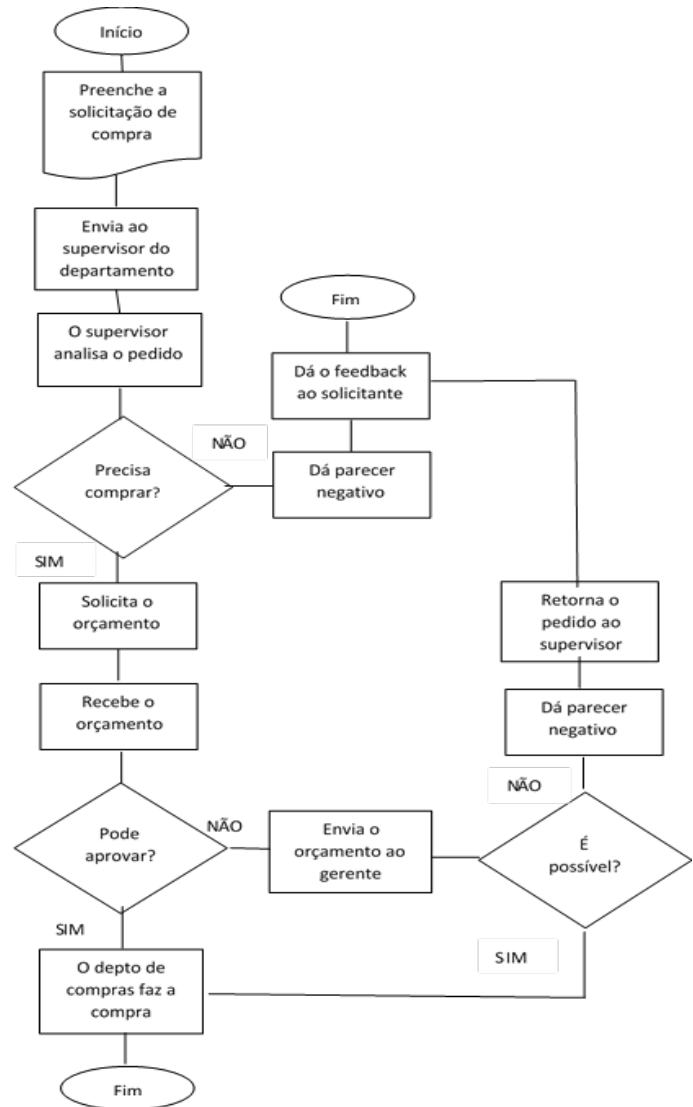 Início
Preenche a
solicitação de
compra
Envia ao
supervisor do
departamento
O supervisor
analisa o pedido
Precisa
comprar?
NÃO
Dá parecer
negativo
Dá o feedback
ao solicitante
Fim
SIM
Solicita o
orçamento
Recebe o
orçamento
Pode
aprovar?
NÃO
Envia o
orçamento ao
gerente
É
possível?
NÃO
Dá parecer
negativo
Retorna o
pedido ao
supervisor
SIM
SIM
O depto de
compras faz a
compra
Fim